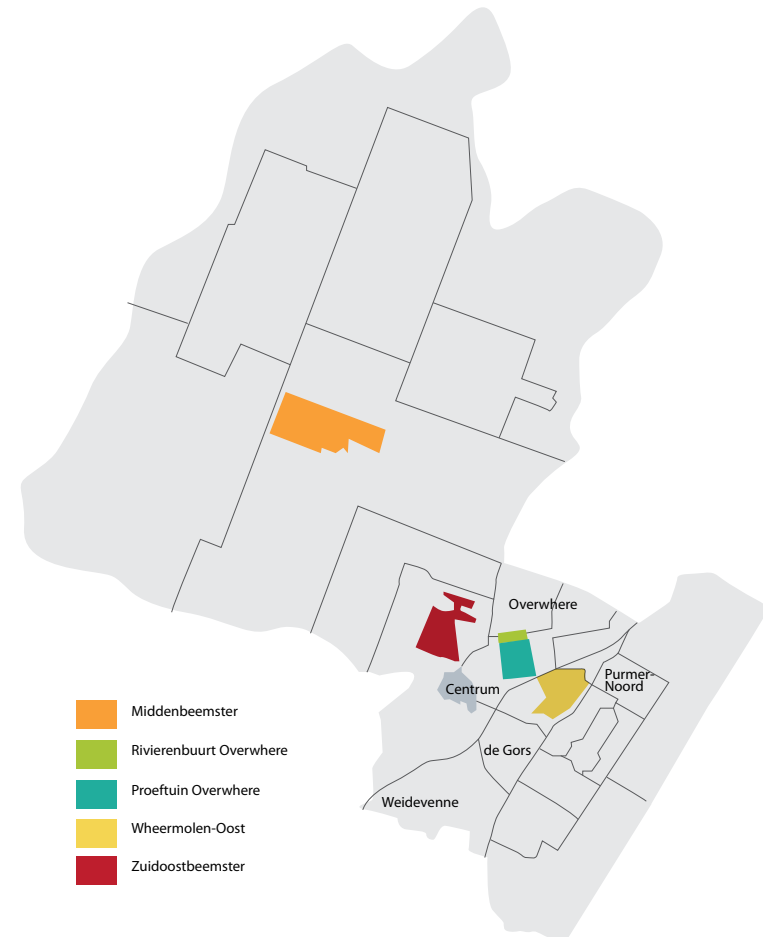 Overwhere
Purmer-
Noord
Centrum
de Gors
Weidevenne
Middenbeemster
Rivierenbuurt Overwhere
Proeftuin Overwhere
Wheermolen-Oost
Zuidoostbeemster